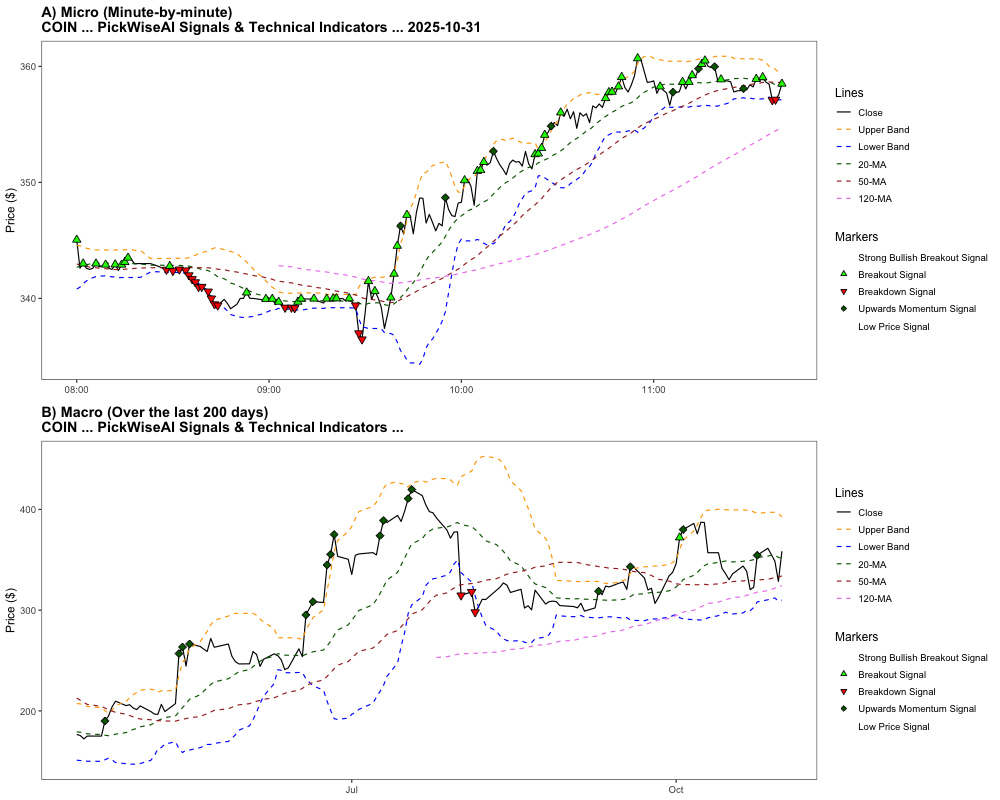 A) Micro (Minute-by-minute)
COIN ... PickWiseAI Signals & Technical Indicators ... 2025-10-31
Price ($)
360
350
340
08:00
09:00
10:00
11:00
Lines
Close
Upper Band
Lower Band
20-MA
50-MA
120-MA
Markers
Strong Bullish Breakout Signal
Breakout Signal
Breakdown Signal
Upwards Momentum Signal
Low Price Signal
B) Macro (Over the last 200 days)
COIN ... PickWiseAI Signals & Technical Indicators ...
Price ($)
400
300
200
Jul
Oct
Lines
Close
Upper Band
Lower Band
20-MA
50-MA
120-MA
Markers
Strong Bullish Breakout Signal
Breakout Signal
Breakdown Signal
Upwards Momentum Signal
Low Price Signal